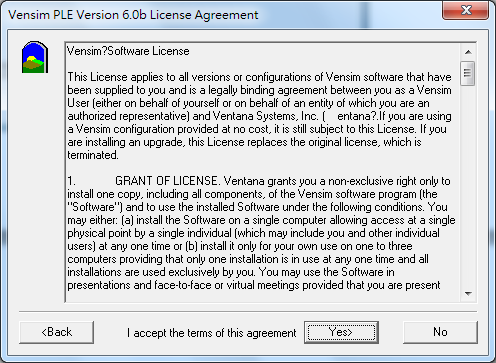 Vensim PLE Version 6.0b License Agreement
Vensim?Software License
This License applies to all versions or configurations of Vensim software that have
been supplied to you and is a legally binding agreement between you as a Vensim
User (either on behalf of yourself or on behalf of an entity of which you are an
authorized representative) and Ventana Systems, Inc. (    entana?.If you are using
a Vensim configuration provided at no cost, it is still subject to this License. If you
are installing an upgrade, this License replaces the original license, which is
terminated.
1.            GRANT OF LICENSE. Ventana grants you a non-exclusive right only to
install one copy, including all components, of the Vensim software program (the
"Software") and to use the installed Software under the following conditions. You
may either: (a) install the Software on a single computer allowing access at a single
physical point by a single individual (which may include you and other individual
users) at any one time or (b) install it only for your own use on one to three
computers providing that only one installation is in use at any one time and all
installations are used exclusively by you. You may use the Software in
presentations and face-to-face or virtual meetings provided that you are present
<Back
I accept the terms of this agreement
Yes>
No